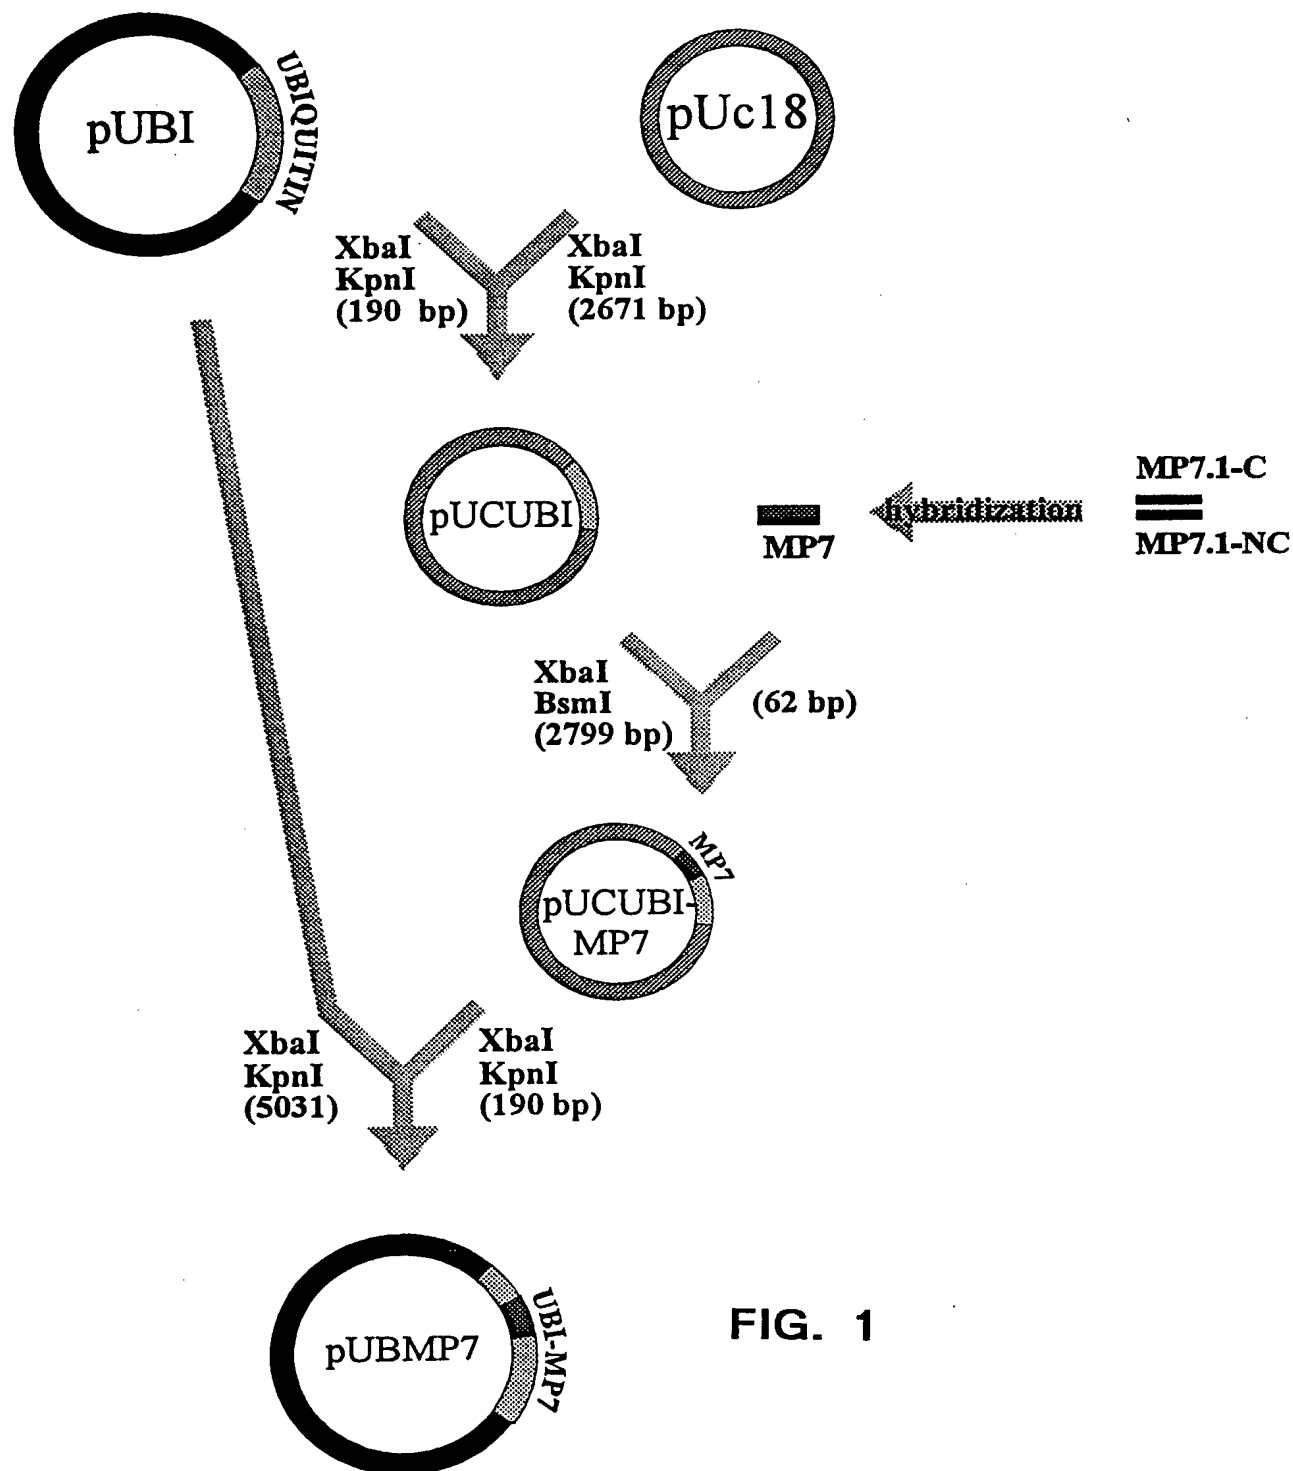 pUBI
UBIQUITIN
pUc18
XbaI
KpnI
(190 bp)
XbaI
KpnI
(2671 bp)
pUCUBI
MP7
hybridization
MP7.1-C
MP7.1-NC
XbaI
BsmI
(2799 bp)
(62 bp)
MP7
pUCUBI-
MP7
XbaI
KpnI
(5031)
XbaI
KpnI
(190 bp)
pUBMP7
UBI-MP7
FIG. 1